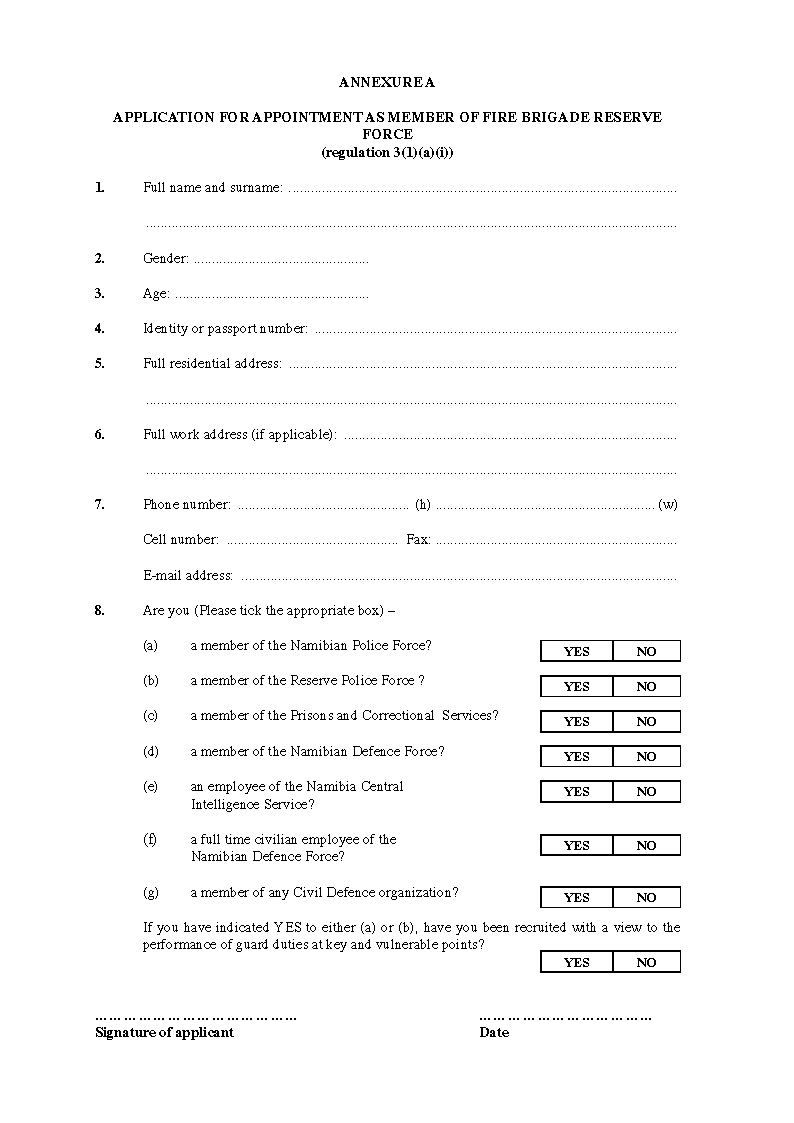 ANNEXURE A
APPLICATION FOR APPOINTMENT AS MEMBER OF FIRE BRIGADE RESERVE
FORCE
(regulation 3(1)(a)(i))
1. Full name and surname: ..........................................................................................................
..................................................................................................................................................
2. Gender: ................................................
3. Age: .....................................................
4. Identity or passport number: ...................................................................................................
5. Full residential address: ..........................................................................................................
..................................................................................................................................................
6. Full work address (if applicable): ...........................................................................................
..................................................................................................................................................
7. Phone number: ............................................... (h) ............................................................ (w)
Cell number: ............................................... Fax: ..................................................................
E-mail address: .......................................................................................................................
8. Are you (Please tick the appropriate box) –
(a) a member of the Namibian Police Force? YES NO
(b) a member of the Reserve Police Force ? YES NO
(c) a member of the Prisons and Correctional Services? YES NO
(d) a member of the Namibian Defence Force? YES NO
(e) an employee of the Namibia Central YES NO
Intelligence Service?
(f) a full time civilian employee of the YES NO
Namibian Defence Force?
(g) a member of any Civil Defence organization? YES NO
If you have indicated YES to either (a) or (b), have you been recruited with a view to the
performance of guard duties at key and vulnerable points?
YES NO
…………………………………… ………………………………
Signature of applicant Date